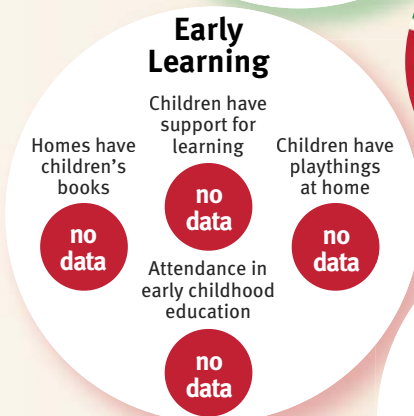 Early
Learning
Children have
support for
learning
no
data
Homes have
children's
books
no
data
Children have
playthings
at home
no
data
Attendance in
early childhood
education
no
data